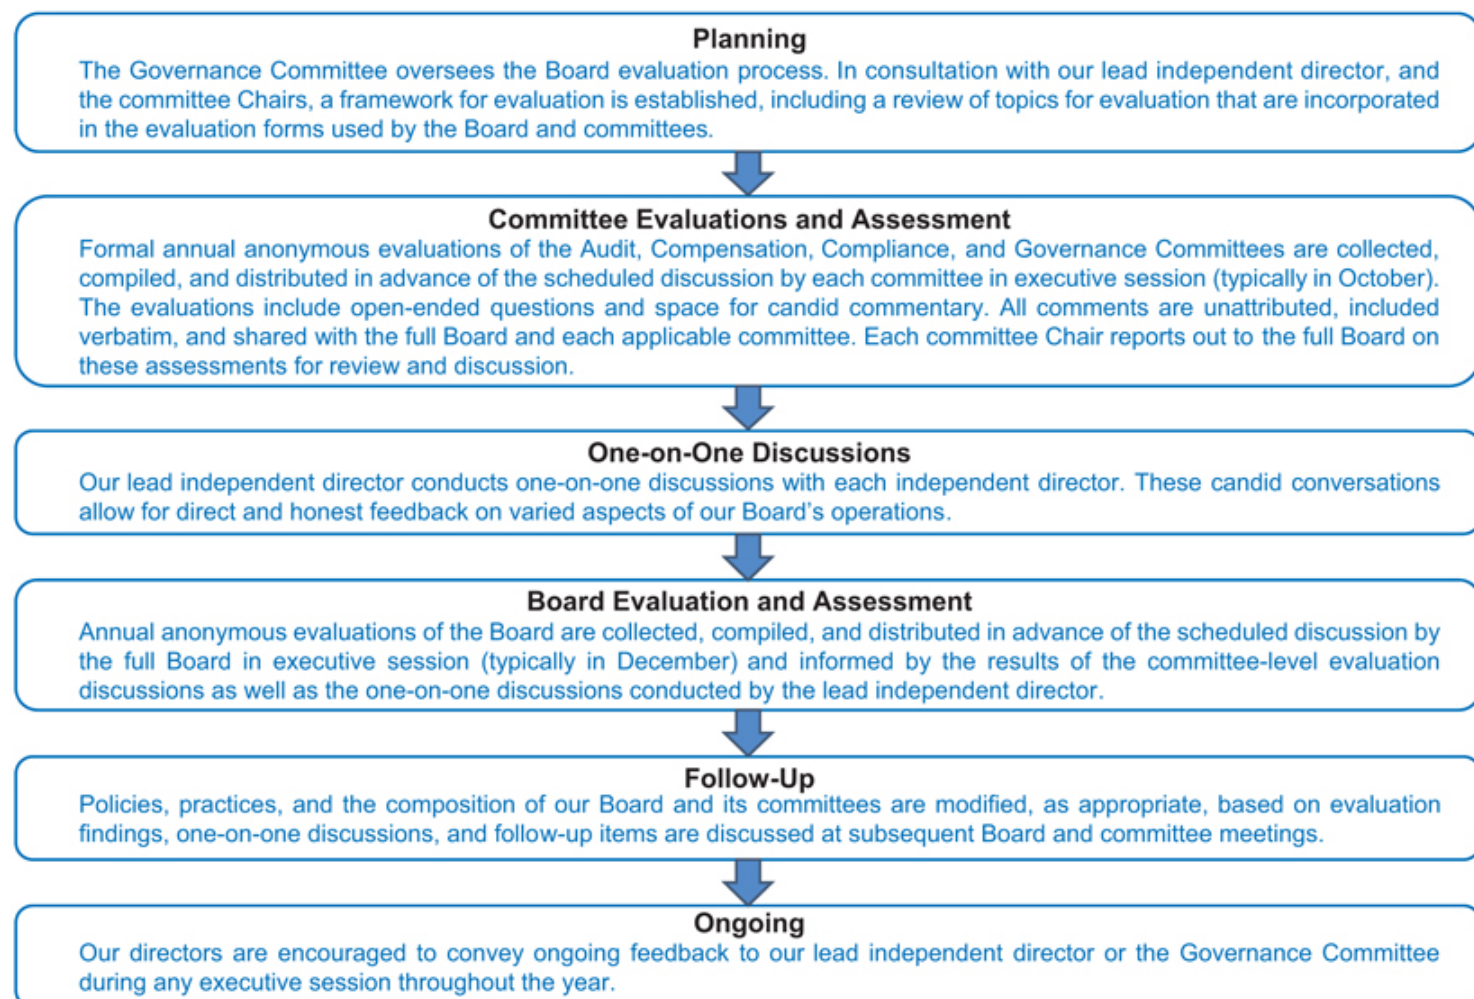 Planning
The Governance Committee oversees the Board evaluation process. In consultation with our lead independent director, and
the committee Chairs, a framework for evaluation is established, including a review of topics for evaluation that are incorporated
in the evaluation forms used by the Board and committees.
Committee Evaluations and Assessment
Formal annual anonymous evaluations of the Audit, Compensation, Compliance, and Governance Committees are collected,
compiled, and distributed in advance of the scheduled discussion by each committee in executive session (typically in October).
The evaluations include open-ended questions and space for candid commentary. All comments are unattributed, included
verbatim, and shared with the full Board and each applicable committee. Each committee Chair reports out to the full Board on
these assessments for review and discussion.
One-on-One Discussions
Our lead independent director conducts one-on-one discussions with each independent director. These candid conversations
allow for direct and honest feedback on varied aspects of our Board’s operations.
Board Evaluation and Assessment
Annual anonymous evaluations of the Board are collected, compiled, and distributed in advance of the scheduled discussion by
the full Board in executive session (typically in December) and informed by the results of the committee-level evaluation
discussions as well as the one-on-one discussions conducted by the lead independent director.
Follow-Up
Policies, practices, and the composition of our Board and its committees are modified, as appropriate, based on evaluation
findings, one-on-one discussions, and follow-up items are discussed at subsequent Board and committee meetings.
Ongoing
Our directors are encouraged to convey ongoing feedback to our lead independent director or the Governance Committee
during any executive session throughout the year.